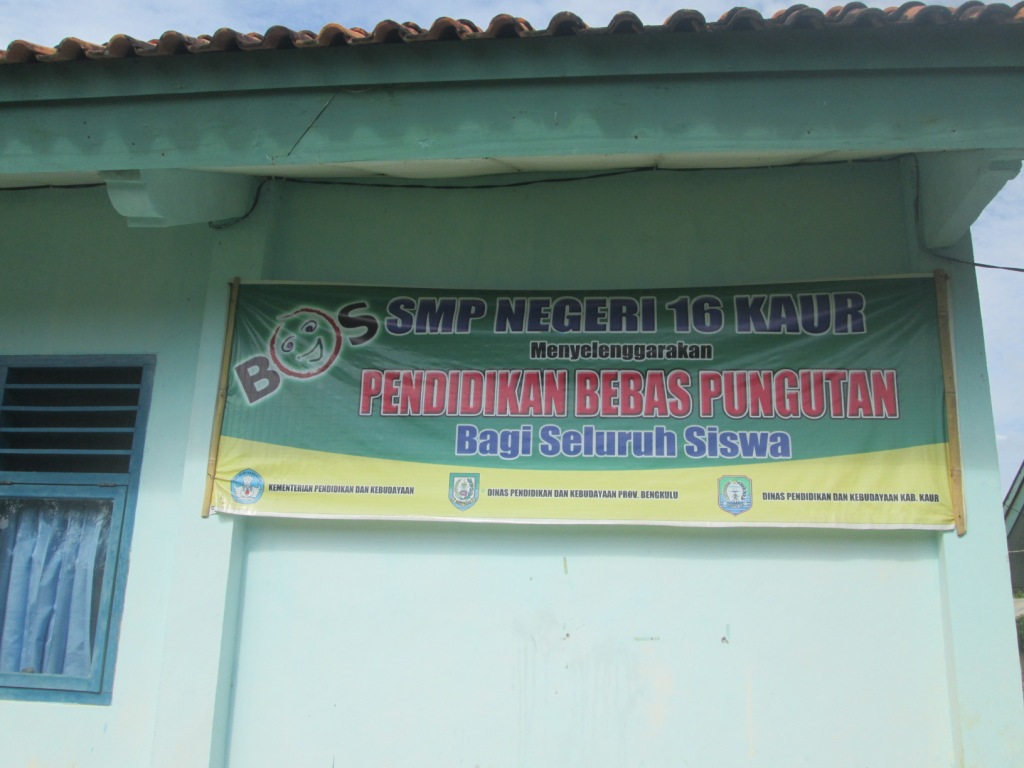 BOS SMP NEGERI 16 KAUR
Menyelenggarakan
PENDIDIKAN BEBAS PUNGUTAN
Bagi Seluruh Siswa
KEMENTERIAN PENDIDIKAN DAN KEBUDAYAAN
DINAS PENDIDIKAN DAN KEBUDAYAAN PROV. BENGKULU
DINAS PENDIDIKAN DAN KEBUDAYAAN KAB. KAUR